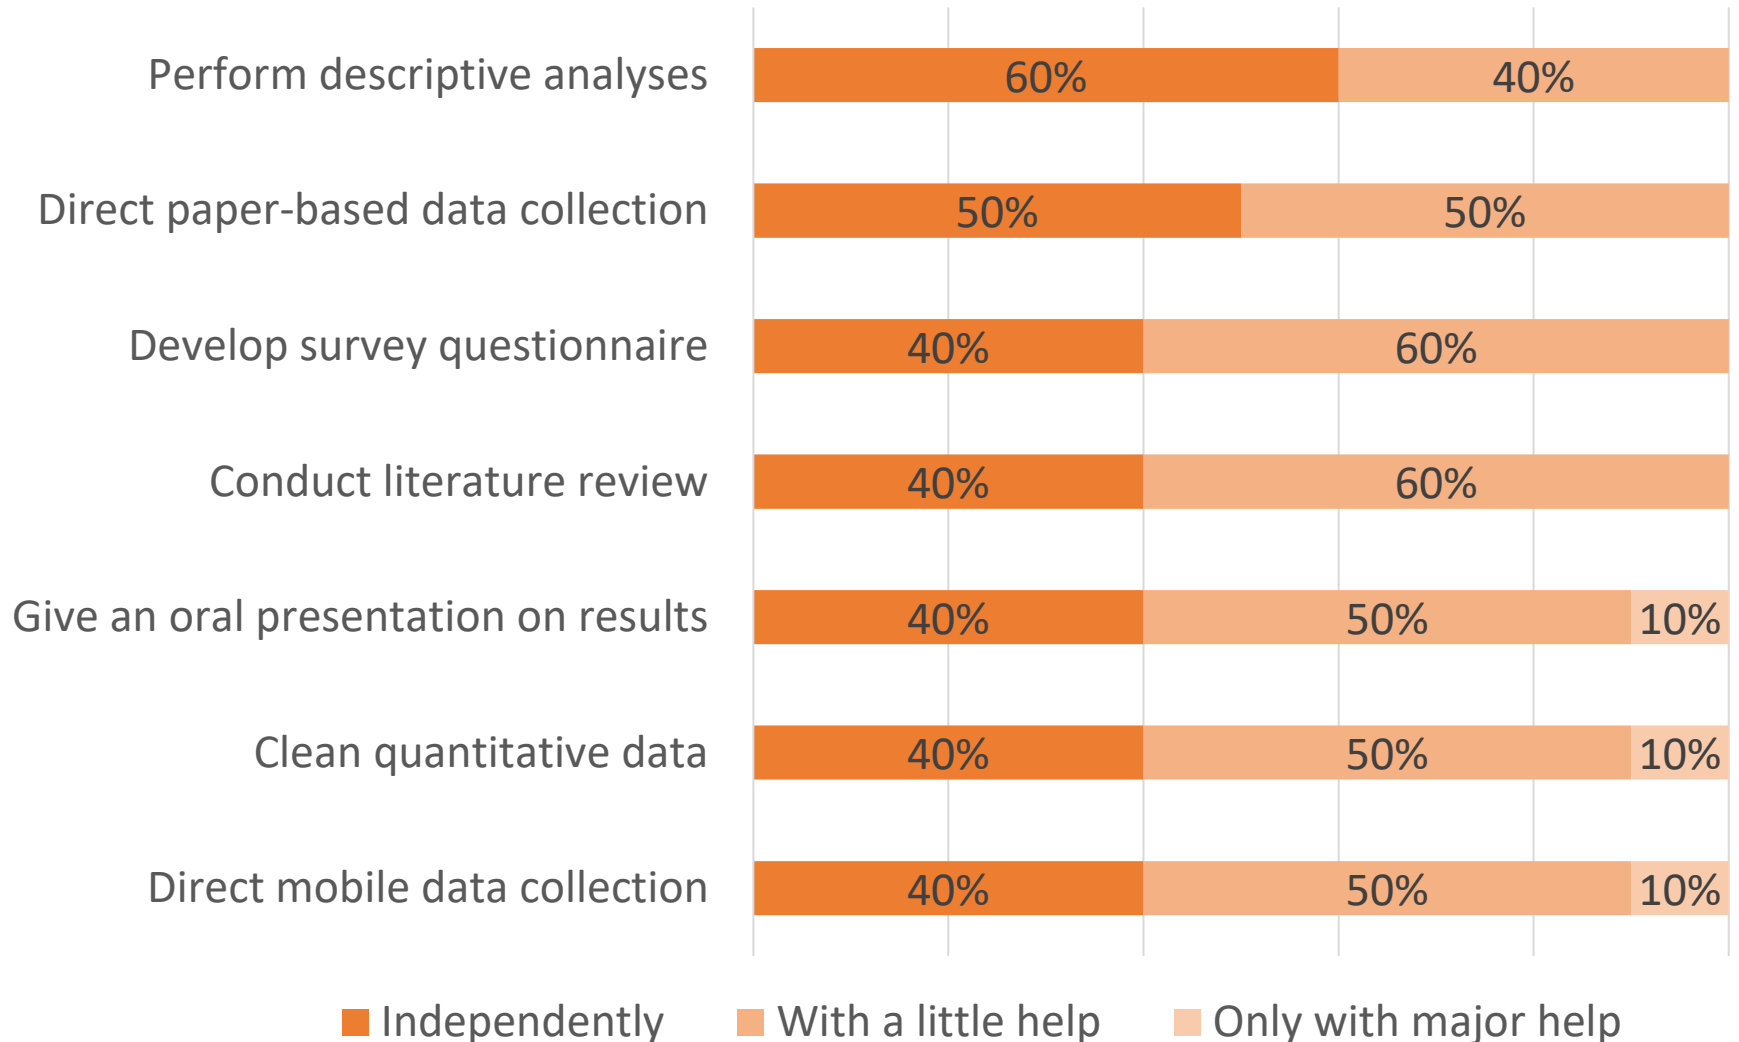 Perform descriptive analyses 60% 40%
Direct paper-based data collection 50% 50%
Develop survey questionnaire 40% 60%
Conduct literature review 40% 60%
Give an oral presentation on results 40% 50% 10%
Clean quantitative data 40% 50% 10%
Direct mobile data collection 40% 50% 10%
Independently With a little help Only with major help